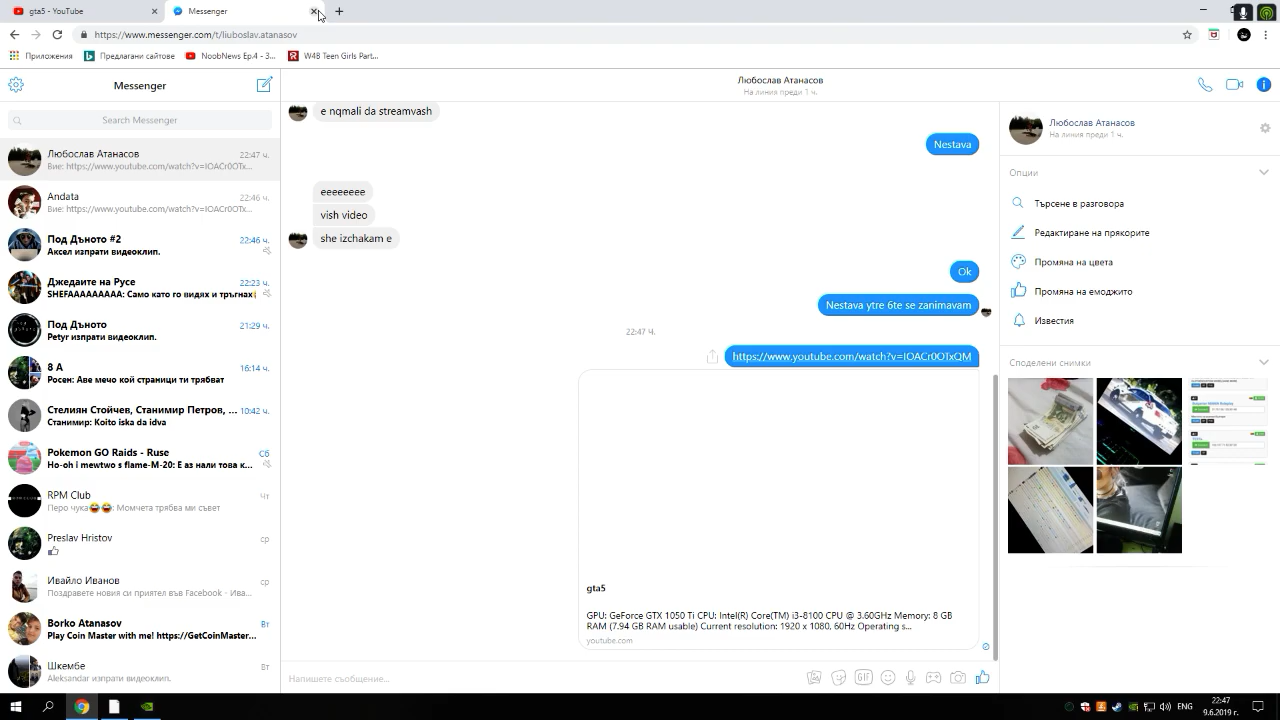 gta5 - YouTube
Messenger
https://www.messenger.com/t/liuboslav.atanasov
Приложения
Предлагани сайтове
NoobNews Ep.4 - 3...
W4B Teen Girls Part...
Messenger
Search Messenger
Любослав Атанасов
22:47 ч.
Вие: https://www.youtube.com/watch?v=IOACr0OTx...
Andata
22:46 ч.
Вие: https://www.youtube.com/watch?v=IOACr0OTx...
Под Дъното #2
22:46 ч.
Аксел изпрати видеоклип.
Джедаите на Русе
22:23 ч.
SHEFAAAAAAAA: Само като го видях и тръгнах
Под Дъното
21:29 ч.
Petyr изпрати видеоклип.
8 А
16:14 ч.
Росен: Аве мечо кой страници ти трябват
Стелиян Стойчев, Станимир Петров, ...
10:42 ч.
Станимир: Koito iska da idva
Pokemon GO Raids - Ruse
Сб
Ho-oh i mewtwo s flame-M-20: Е аз нали това к...
RPM Club
Чт
Перо чука😂😂: Момчета трябва ми съвет
Preslav Hristov
ср
Ивайло Иванов
ср
Поздравете новия си приятел във Facebook - Ива...
Borko Atanasov
Вт
Play Coin Master with me! https://GetCoinMaster...
Шкембе
Вт
Aleksandar изпрати видеоклип.
Любослав Атанасов
На линия преди 1 ч.
e nqmali da streamvash
Nestava
eeeeeeee
vish video
she izchakam e
Ok
Nestava ytre 6te se zanimavam
22:47 Ч.
https://www.youtube.com/watch?v=IOACr0OTxQM
gta5
GPU: GeForce GTX 1050 Ti CPU: Intel(R) Core(TM) i3-8100 CPU @ 3.60GHz Memory: 8 GB
RAM (7.94 GB RAM usable) Current resolution: 1920 x 1080, 60Hz Operating s...
youtube.com
Напишете съобщение...
GIF
Любослав Атанасов
На линия преди 1 ч.
Опции
Търсене в разговора
Редактиране на прякорите
Промяна на цвета
Промяна на емоджито
Известия
Споделени снимки
ENG
22:47
9.6.2019 г.